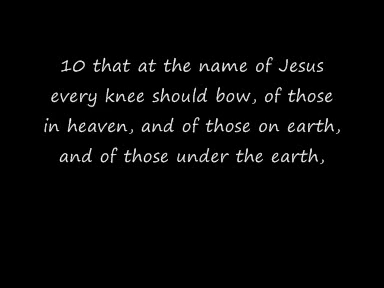 10 that at the name of Jesus
every knee should bow, of those
in heaven, and of those on earth,
and of those under the earth,